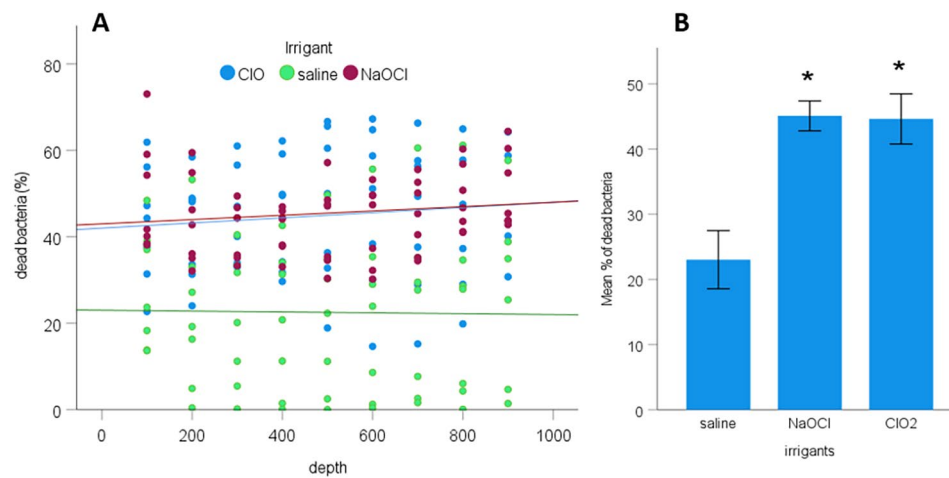 A
Irrigant
ClO saline NaOCl
dead bacteria (%)
80
60
40
20
0
0 200 400 600 800 1000
depth
B
Mean % of dead bacteria
50
40
30
20
10
0
* *
saline NaOCl ClO2
irrigants